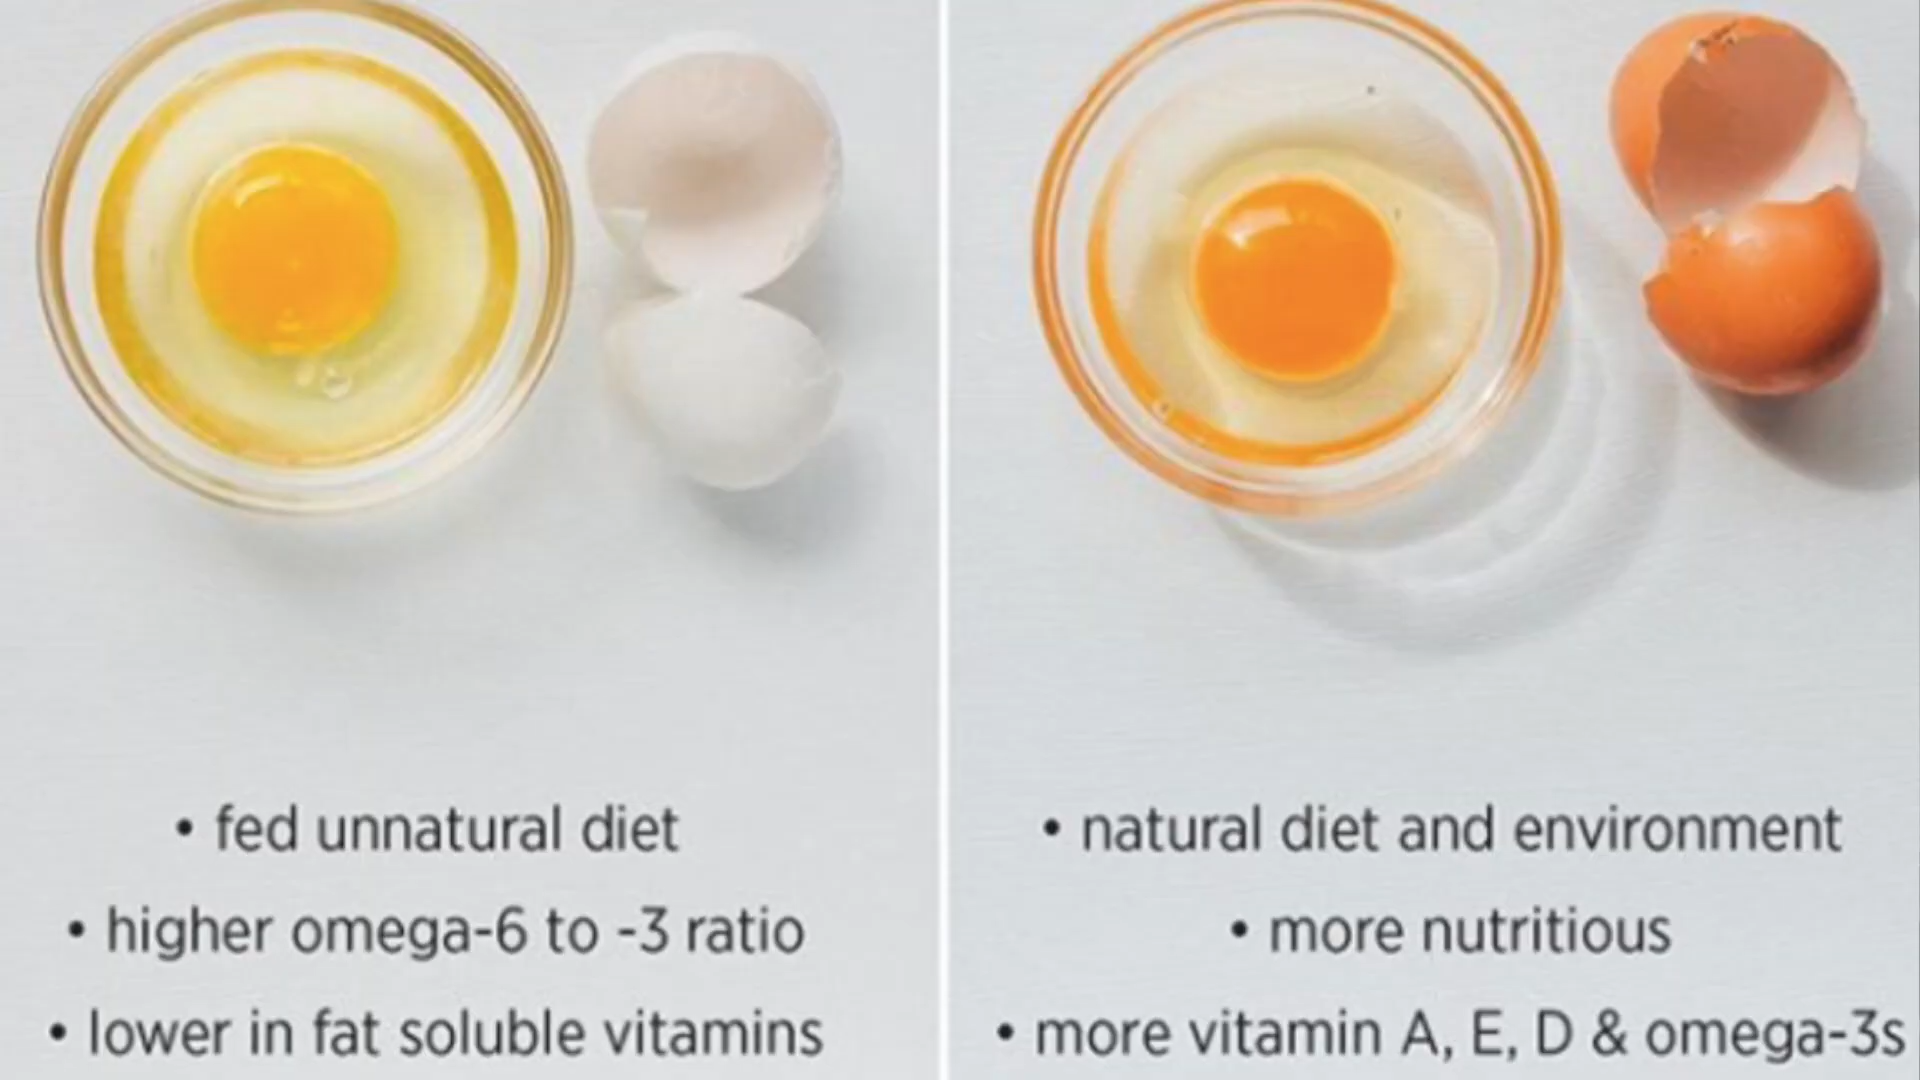 • fed unnatural diet
• higher omega-6 to -3 ratio
• lower in fat soluble vitamins
• natural diet and environment
• more nutritious
• more vitamin A, E, D & omega-3s